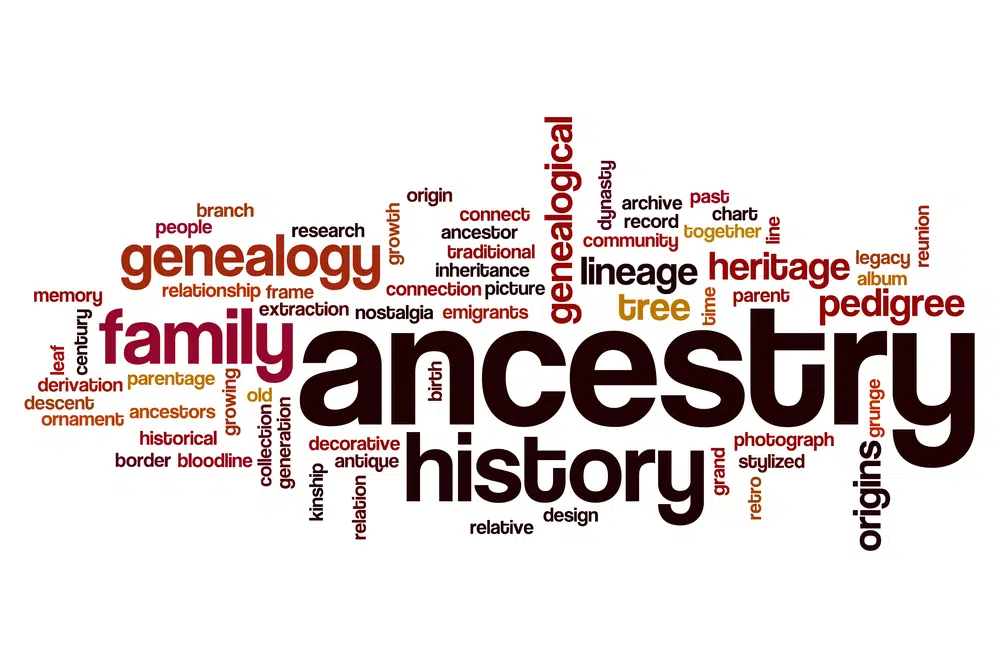 genealogical
dynasty
origin
archive
past
branch
growth
connect
record
chart
people
research
ancestor
community
together
line
reunion
genealogy
traditional
inheritance
lineage
heritage
legacy
album
relationship
frame
connection
picture
memory
extraction
nostalgia
emigrants
tree
time
parent
pedigree
century
family
ancestry
leaf
derivation
parentage
growing
old
birth
descent
ornament
ancestors
collection
generation
grunge
historical
decorative
history
photograph
border
bloodline
antique
grand
stylized
origins
kinship
relation
retro
relative
design